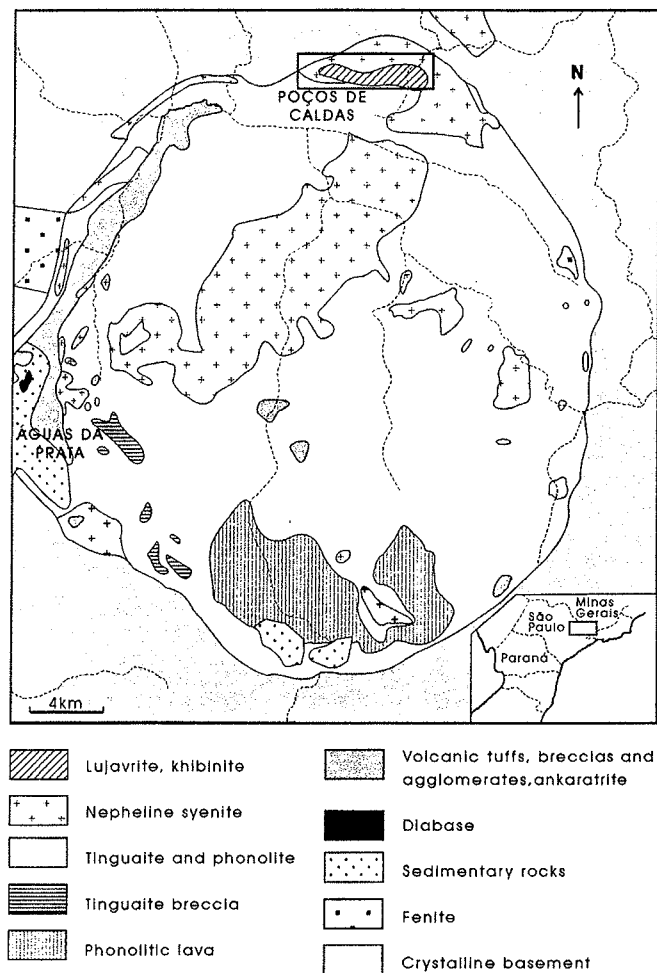 N
POÇOS DE
CALDAS
ÁGUAS DA
PRATA
4km
Minas
Gerais
São
Paulo
Paraná
Lujavrite, khibinite
Nepheline syenite
Tinguaite and phonolite
Tinguaite breccia
Phonolitic lava
Volcanic tuffs, breccias and
agglomerates,ankaratrite
Diabase
Sedimentary rocks
Fenite
Crystalline basement